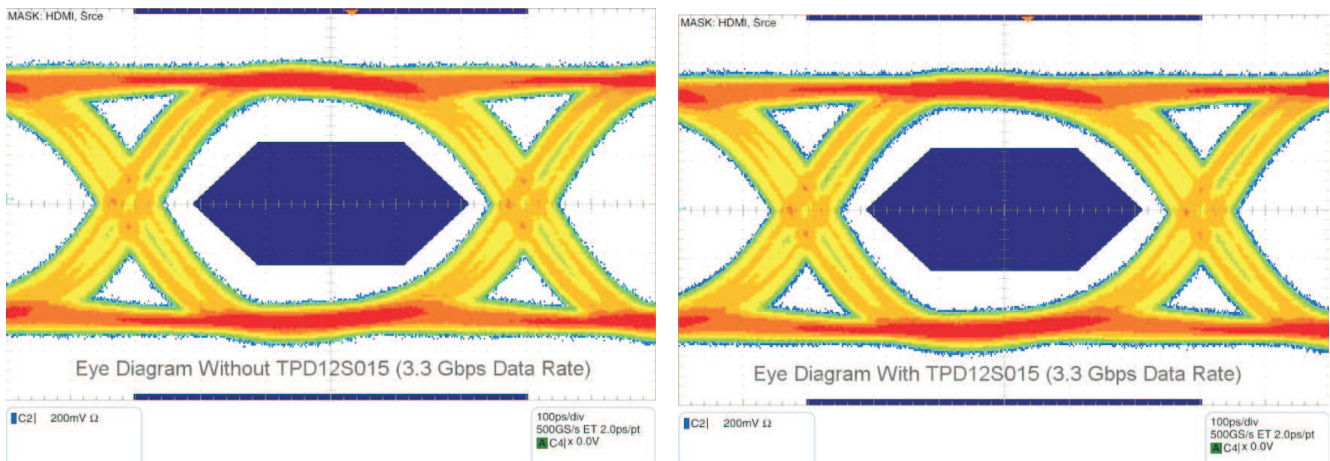 MASK: HDMI, Srce
Eye Diagram Without TPD12S015 (3.3 Gbps Data Rate)
C2| 200mV Ω
100ps/div
500GS/s ET 2.0ps/pt
A C4| x 0.0V
MASK: HDMI, Srce
Eye Diagram With TPD12S015 (3.3 Gbps Data Rate)
C2| 200mV Ω
100ps/div
500GS/s ET 2.0ps/pt
A C4| x 0.0V